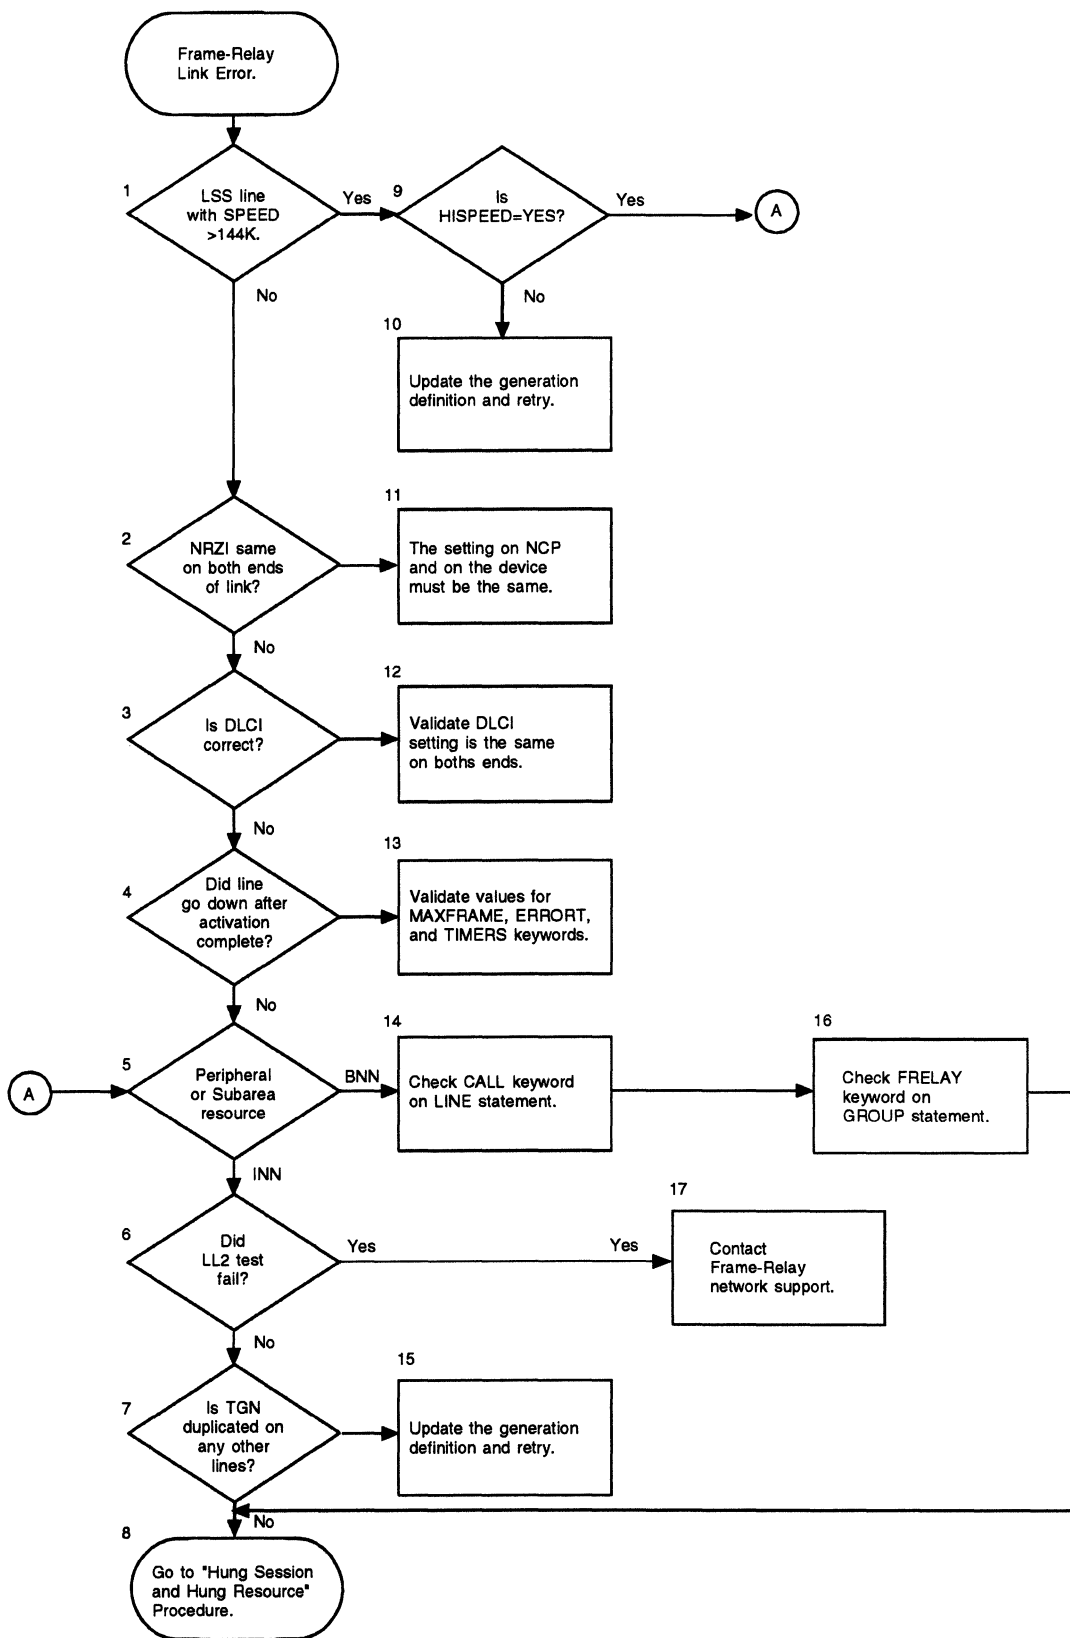 Frame-Relay
Link Error.
1
LSS line
with SPEED
>144K.
Yes
9
Is
HISPEED=YES?
Yes
A
No
No
10
Update the generation
definition and retry.
2
NRZI same
on both ends
of link?
11
The setting on NCP
and on the device
must be the same.
No
3
Is DLCI
correct?
12
Validate DLCI
setting is the same
on boths ends.
No
4
Did line
go down after
activation
complete?
13
Validate values for
MAXFRAME, ERRORT,
and TIMERS keywords.
No
A
5
Peripheral
or Subarea
resource
BNN
14
Check CALL keyword
on LINE statement.
16
Check FRELAY
keyword on
GROUP statement.
INN
6
Did
LL2 test
fail?
Yes
Yes
17
Contact
Frame-Relay
network support.
No
7
Is TGN
duplicated on
any other
lines?
15
Update the generation
definition and retry.
No
8
Go to "Hung Session
and Hung Resource"
Procedure.